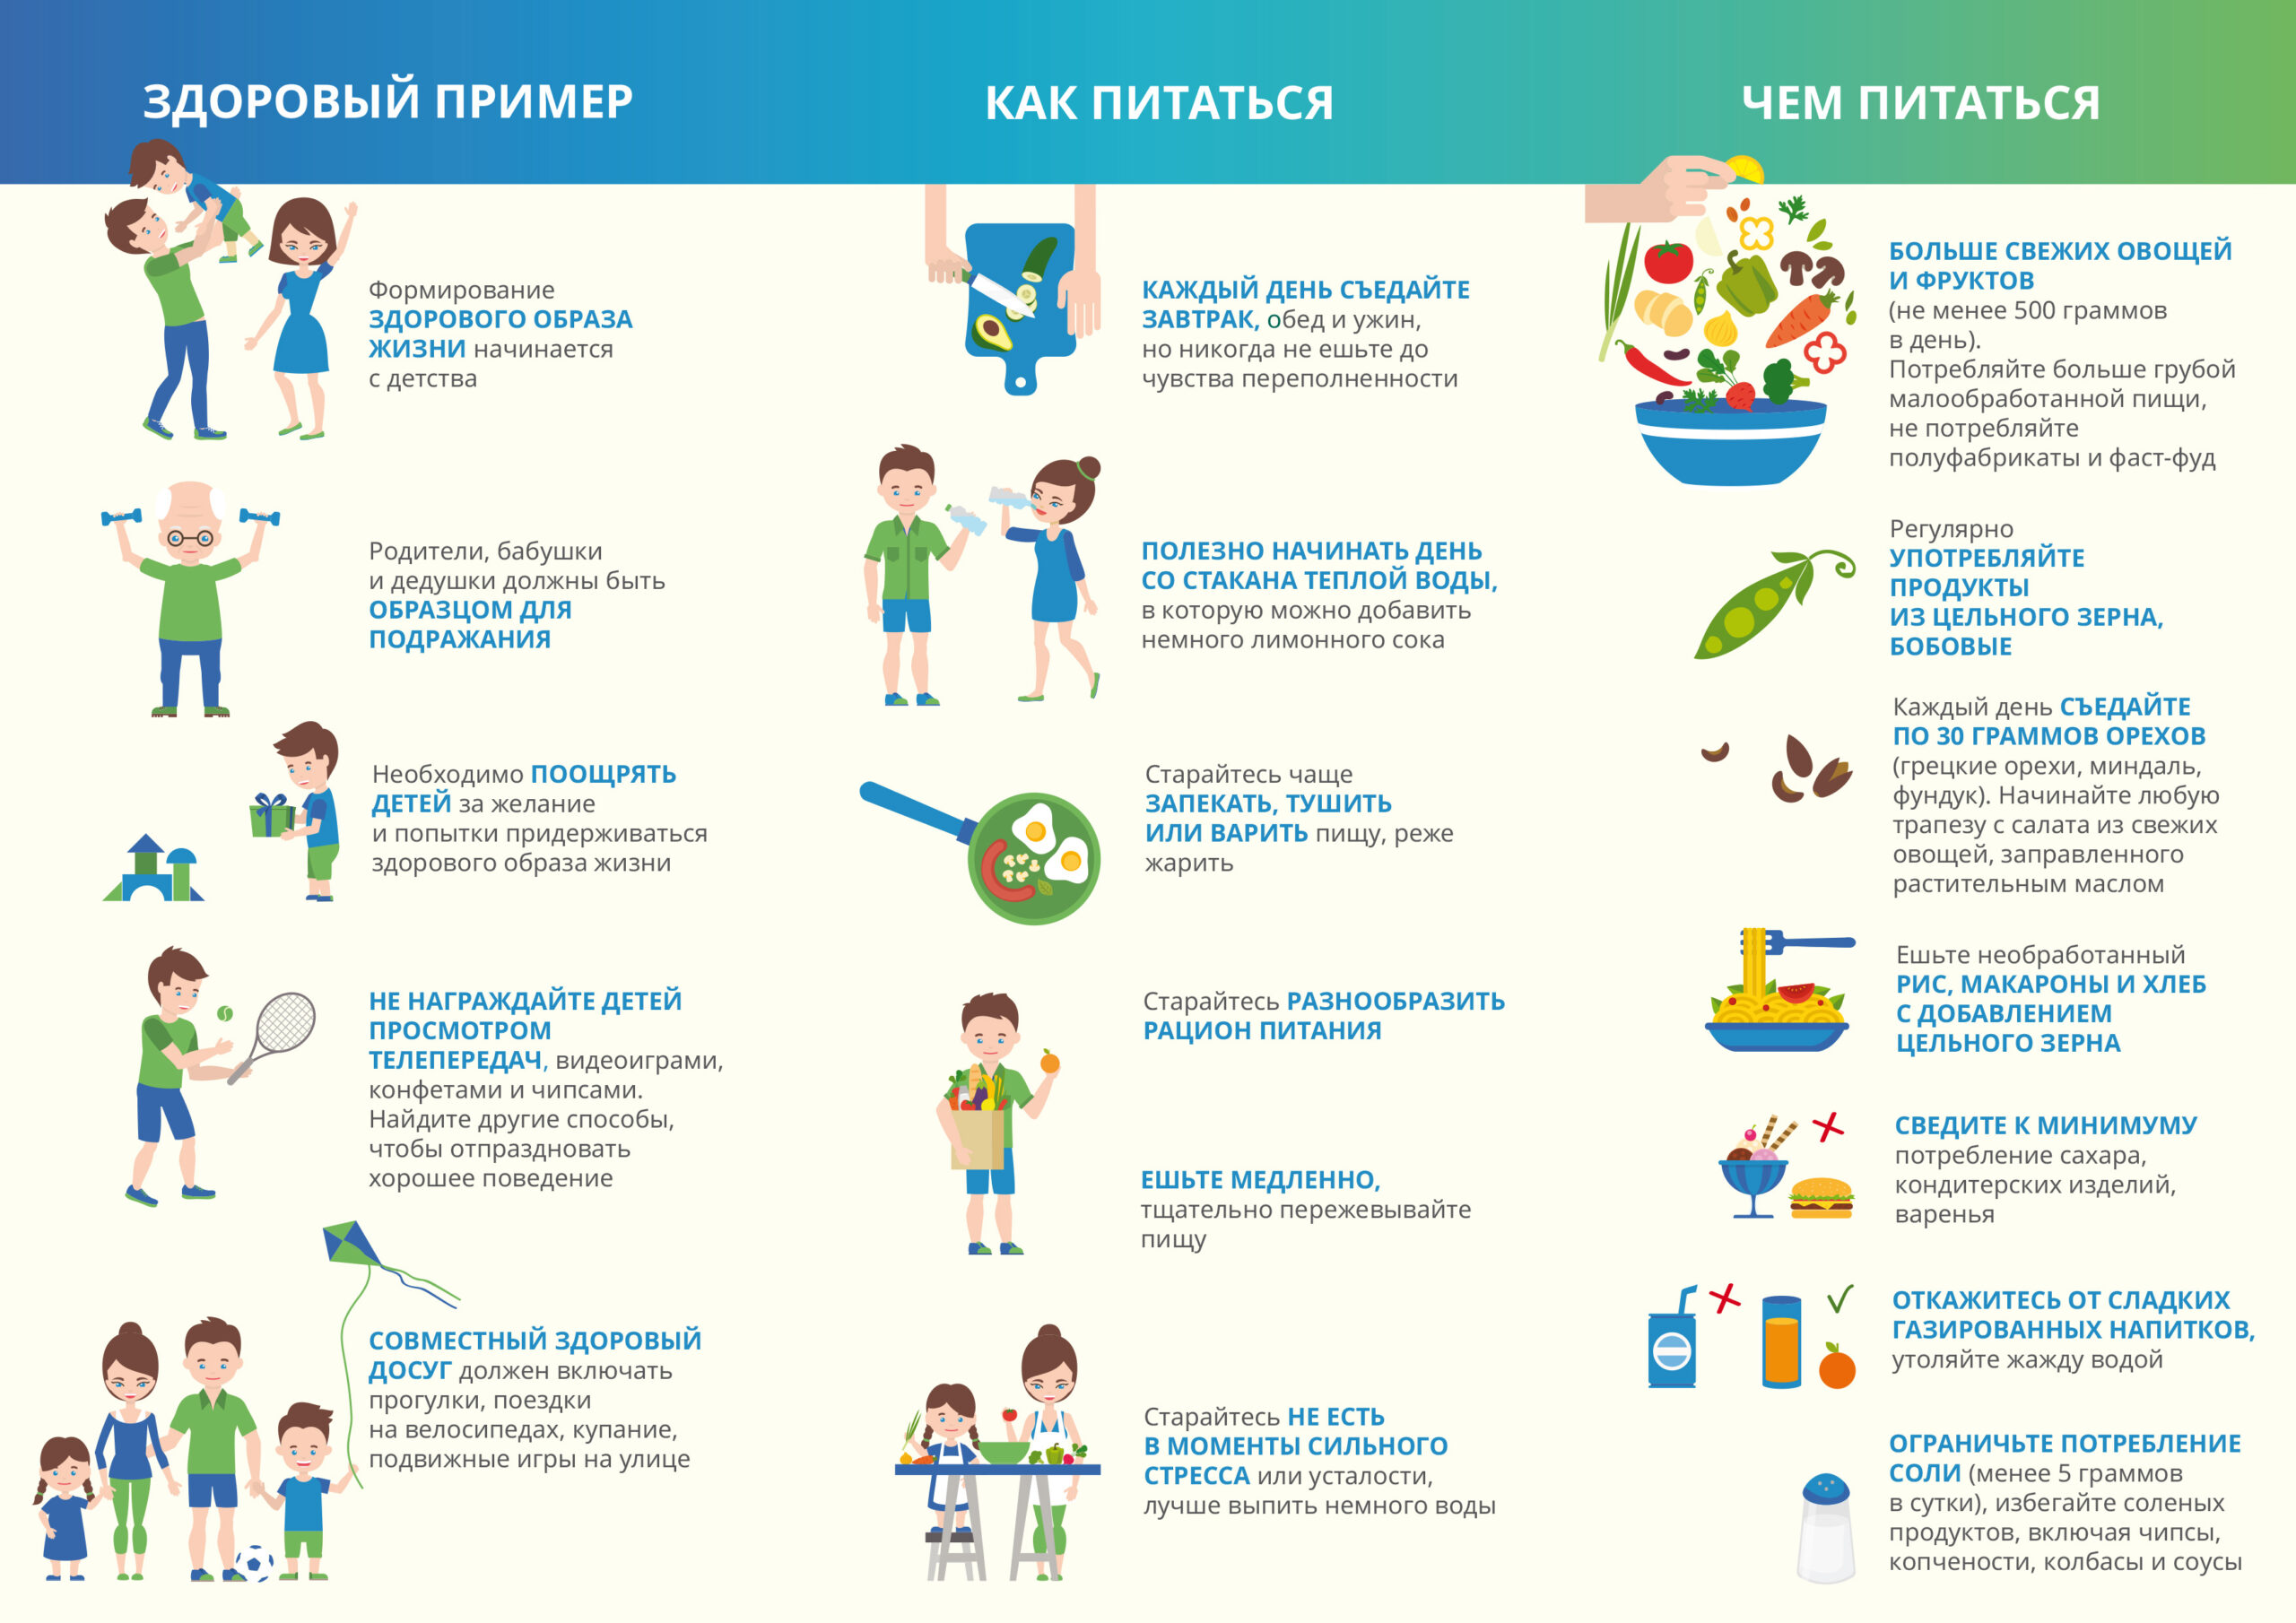 ЗДОРОВЫЙ ПРИМЕР
Формирование
ЗДОРОВОГО ОБРАЗА
ЖИЗНИ начинается
с детства
Родители, бабушки
и дедушки должны быть
ОБРАЗЦОМ ДЛЯ
ПОДРАЖАНИЯ
Необходимо ПООЩРЯТЬ
ДЕТЕЙ за желание
и попытки придерживаться
здорового образа жизни
НЕ НАГРАЖДАЙТЕ ДЕТЕЙ
ПРОСМОТРОМ
ТЕЛЕПЕРЕДАЧ, видеоиграми,
конфетами и чипсами.
Найдите другие способы,
чтобы отпраздновать
хорошее поведение
СОВМЕСТНЫЙ ЗДОРОВЫЙ
ДОСУГ должен включать
прогулки, поездки
на велосипедах, купание,
подвижные игры на улице
КАК ПИТАТЬСЯ
КАЖДЫЙ ДЕНЬ СЪЕДАЙТЕ
ЗАВТРАК, обед и ужин,
но никогда не ешьте до
чувства переполненности
ПОЛЕЗНО НАЧИНАТЬ ДЕНЬ
СО СТАКАНА ТЕПЛОЙ ВОДЫ,
в которую можно добавить
немного лимонного сока
Старайтесь чаще
ЗАПЕКАТЬ, ТУШИТЬ
ИЛИ ВАРИТЬ пищу, реже
жарить
Старайтесь РАЗНООБРАЗИТЬ
РАЦИОН ПИТАНИЯ
ЕШЬТЕ МЕДЛЕННО,
тщательно пережевывайте
пищу
Старайтесь НЕ ЕСТЬ
В МОМЕНТЫ СИЛЬНОГО
СТРЕССА или усталости,
лучше выпить немного воды
ЧЕМ ПИТАТЬСЯ
БОЛЬШЕ СВЕЖИХ ОВОЩЕЙ
И ФРУКТОВ
(не менее 500 граммов
в день).
Потребляйте больше грубой
малообработанной пищи,
не потребляйте
полуфабрикаты и фаст-фуд
Регулярно
УПОТРЕБЛЯЙТЕ
ПРОДУКТЫ
ИЗ ЦЕЛЬНОГО ЗЕРНА,
БОБОВЫЕ
Каждый день СЪЕДАЙТЕ
ПО 30 ГРАММОВ ОРЕХОВ
(грецкие орехи, миндаль,
фундук). Начинайте любую
трапезу с салата из свежих
овощей, заправленного
растительным маслом
Ешьте необработанный
РИС, МАКАРОНЫ И ХЛЕБ
С ДОБАВЛЕНИЕМ
ЦЕЛЬНОГО ЗЕРНА
СВЕДИТЕ К МИНИМУМУ
потребление сахара,
кондитерских изделий,
варенья
ОТКАЖИТЕСЬ ОТ СЛАДКИХ
ГАЗИРОВАННЫХ НАПИТКОВ,
утоляйте жажду водой
ОГРАНИЧЬТЕ ПОТРЕБЛЕНИЕ
СОЛИ (менее 5 граммов
в сутки), избегайте соленых
продуктов, включая чипсы,
копчености, колбасы и соусы